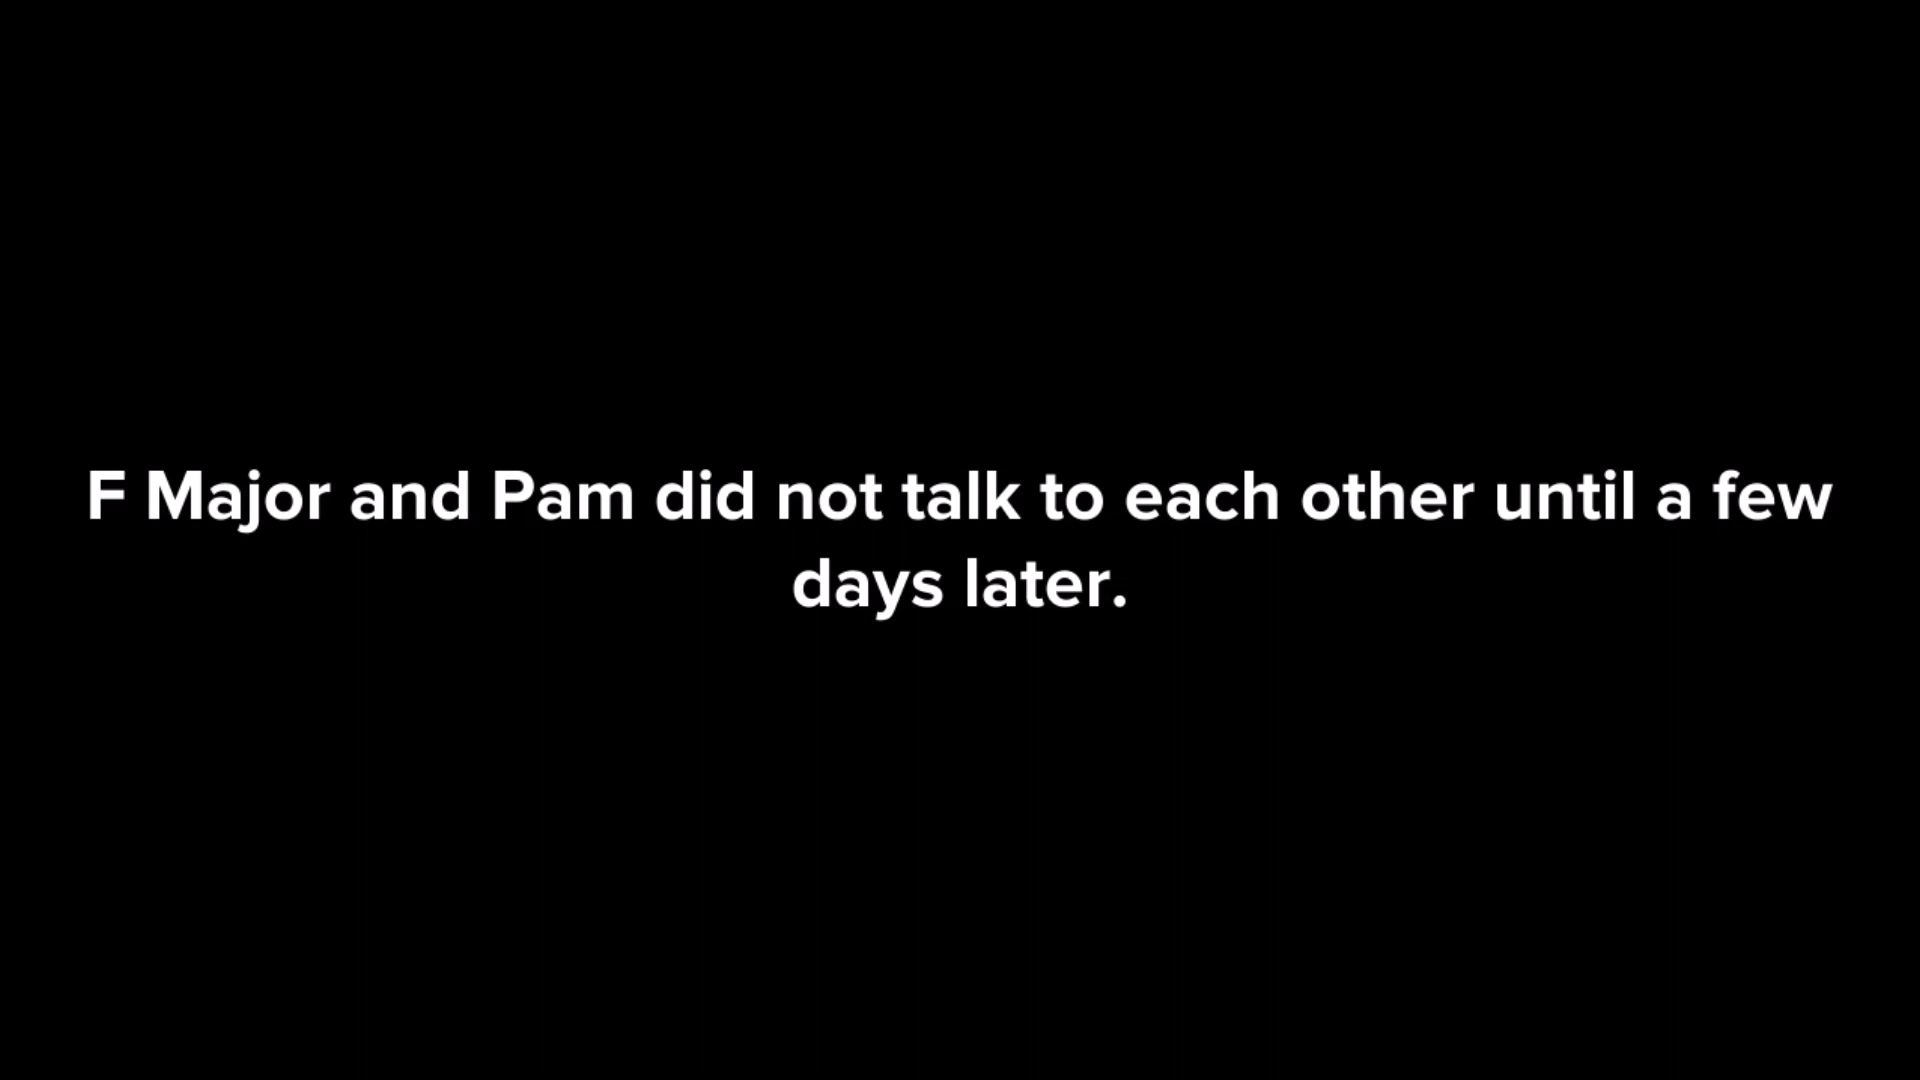 F Major and Pam did not talk to each other until a few
days later.